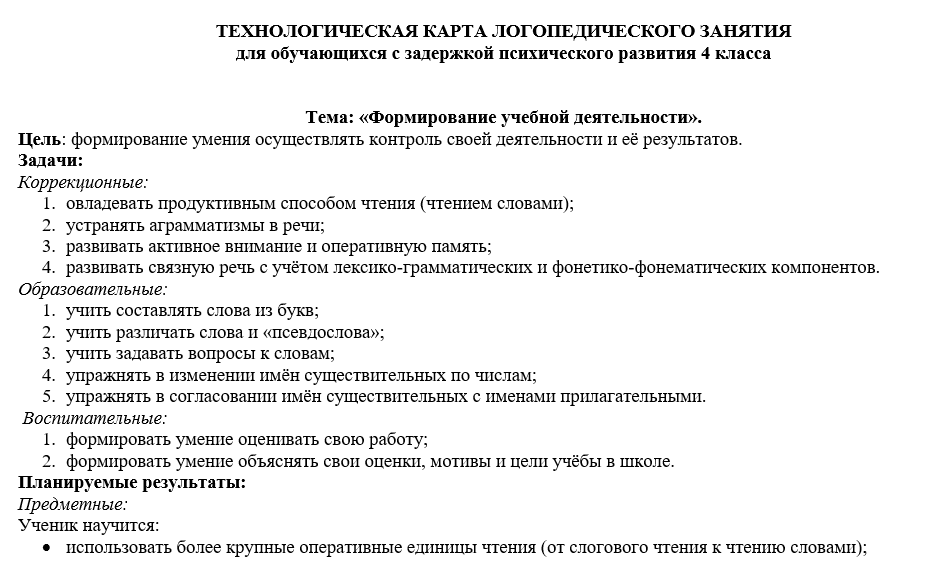 ТЕХНОЛОГИЧЕСКАЯ КАРТА ЛОГОПЕДИЧЕСКОГО ЗАНЯТИЯ
для обучающихся с задержкой психического развития 4 класса
Тема: «Формирование учебной деятельности».
Цель: формирование умения осуществлять контроль своей деятельности и её результатов.
Задачи:
Коррекционные:
1. овладевать продуктивным способом чтения (чтением словами);
2. устранять аграмматизмы в речи;
3. развивать активное внимание и оперативную память;
4. развивать связную речь с учётом лексико-грамматических и фонетико-фонематических компонентов.
Образовательные:
1. учить составлять слова из букв;
2. учить различать слова и «псевдослова»;
3. учить задавать вопросы к словам;
4. упражнять в изменении имён существительных по числам;
5. упражнять в согласовании имён существительных с именами прилагательными.
Воспитательные:
1. формировать умение оценивать свою работу;
2. формировать умение объяснять свои оценки, мотивы и цели учёбы в школе.
Планируемые результаты:
Предметные:
Ученик научится:
• использовать более крупные оперативные единицы чтения (от слогового чтения к чтению словами);